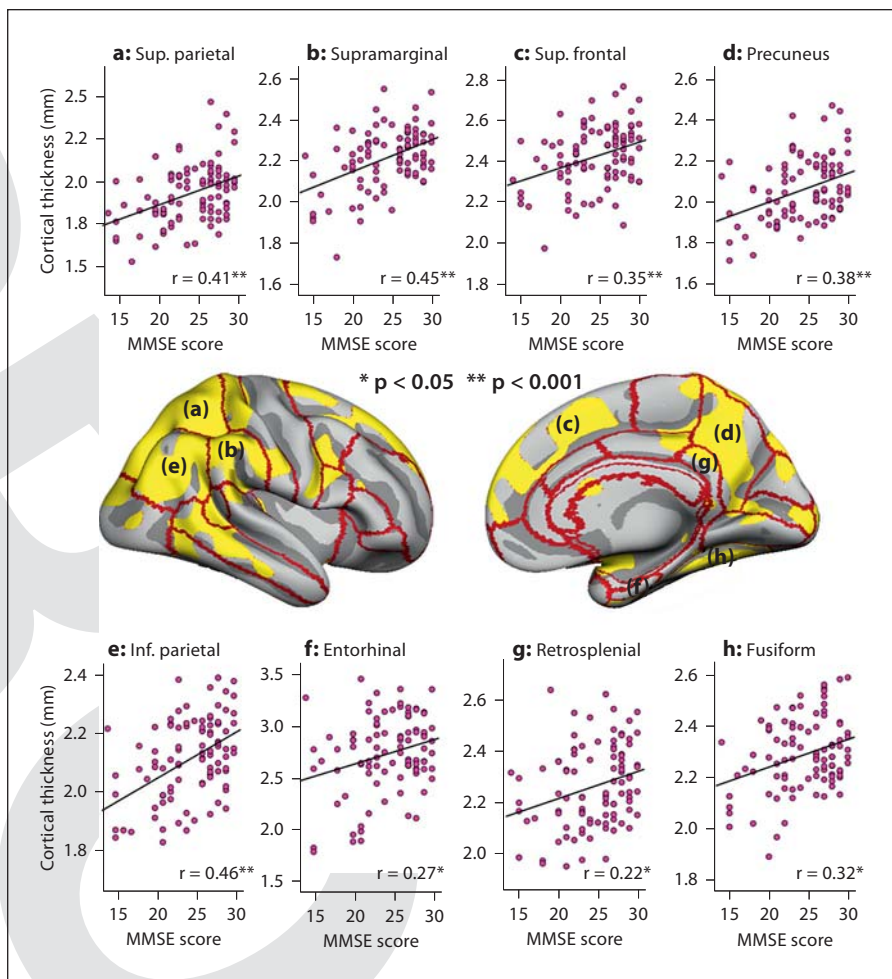 a: Sup. parietal
b: Supramarginal
c: Sup. frontal
d: Precuneus
Cortical thickness (mm)
2.5
2.0
1.8
1.5
r = 0.41**
15 20 25 30
MMSE score
2.6
2.4
2.2
2.0
1.8
1.6
r = 0.45**
15 20 25 30
MMSE score
2.8
2.6
2.4
2.2
2.0
1.8
r = 0.35**
15 20 25 30
MMSE score
2.6
2.4
2.2
2.0
1.8
1.6
r = 0.38**
15 20 25 30
MMSE score
* p < 0.05 ** p < 0.001
(a)
(b)
(e)
(c)
(d)
(g)
(h)
(f)
e: Inf. parietal
f: Entorhinal
g: Retrosplenial
h: Fusiform
Cortical thickness (mm)
2.4
2.2
2.0
1.8
r = 0.46**
15 20 25 30
MMSE score
3.5
3.0
2.5
2.0
1.5
r = 0.27*
15 20 25 30
MMSE score
2.6
2.4
2.2
2.0
r = 0.22*
15 20 25 30
MMSE score
2.6
2.4
2.2
2.0
1.8
r = 0.32*
15 20 25 30
MMSE score